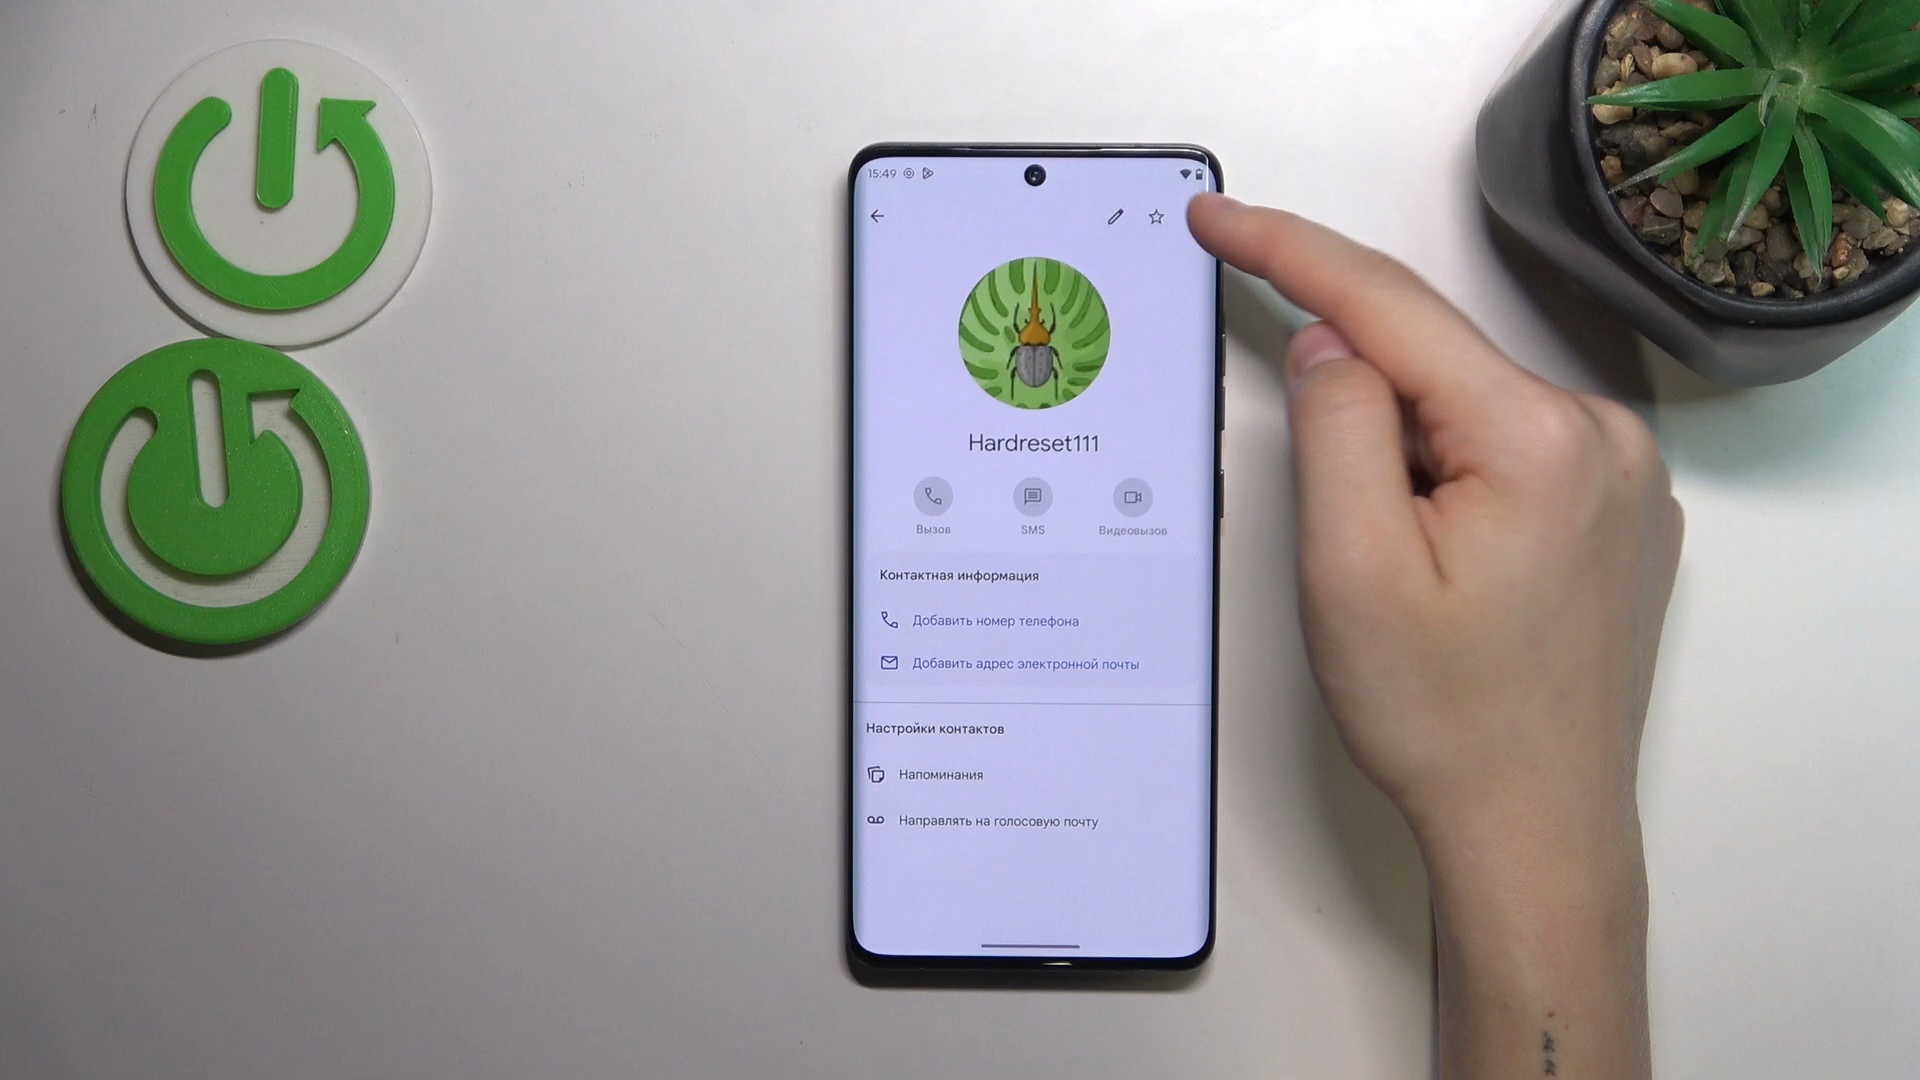 15:49
Hardreset111
Вызов SMS Видеовызов
Контактная информация
Добавить номер телефона
Добавить адрес электронной почты
Настройки контактов
Напоминания
Направлять на голосовую почту